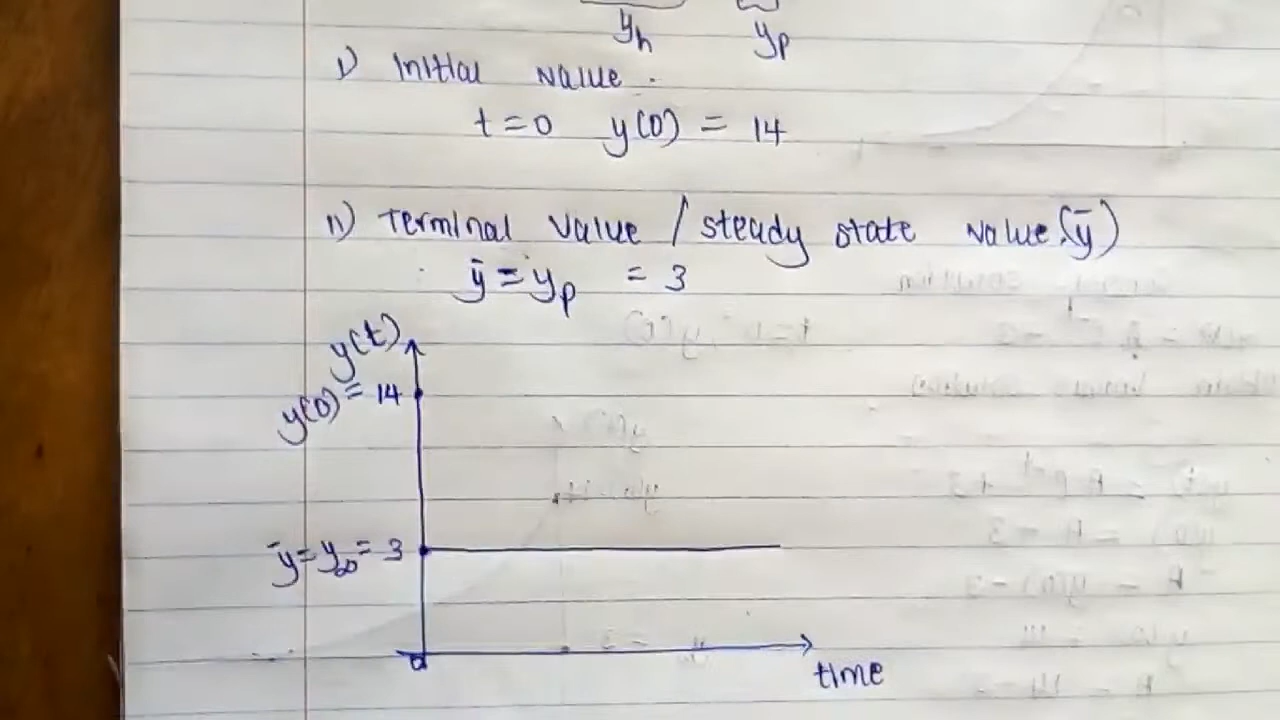 yh yp
i) Initial value.
t = 0 y(0) = 14
ii) Terminal value / steady state value (ȳ)
ȳ = yp = 3
y(t)
y(0) = 14
ȳ = y∞ = 3
0
time